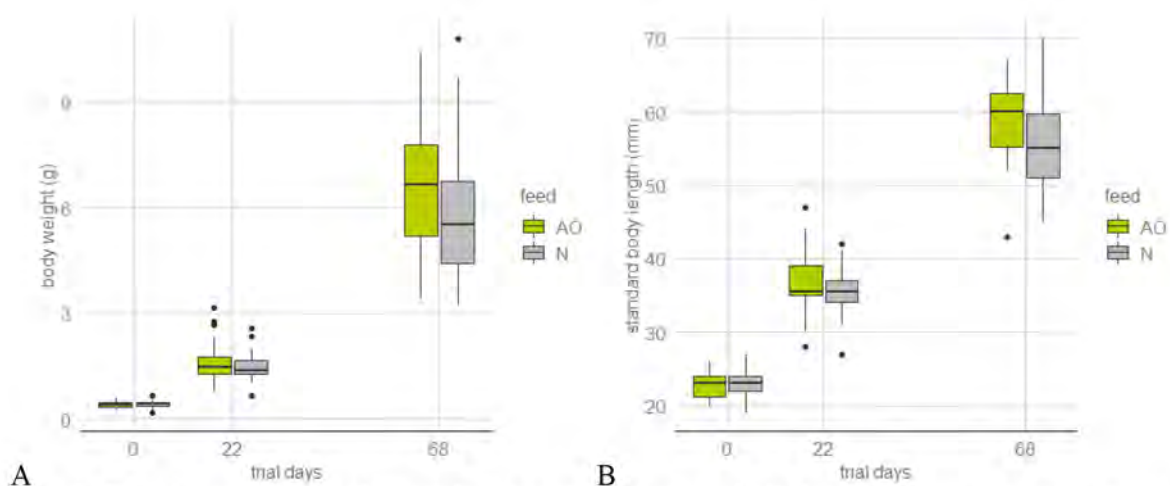 9
6
3
0
body weight (g)
0 22 68
trial days
feed
AÖ
N
A
70
60
50
40
30
20
standard body length (mm)
0 22 68
trial days
feed
AÖ
N
B